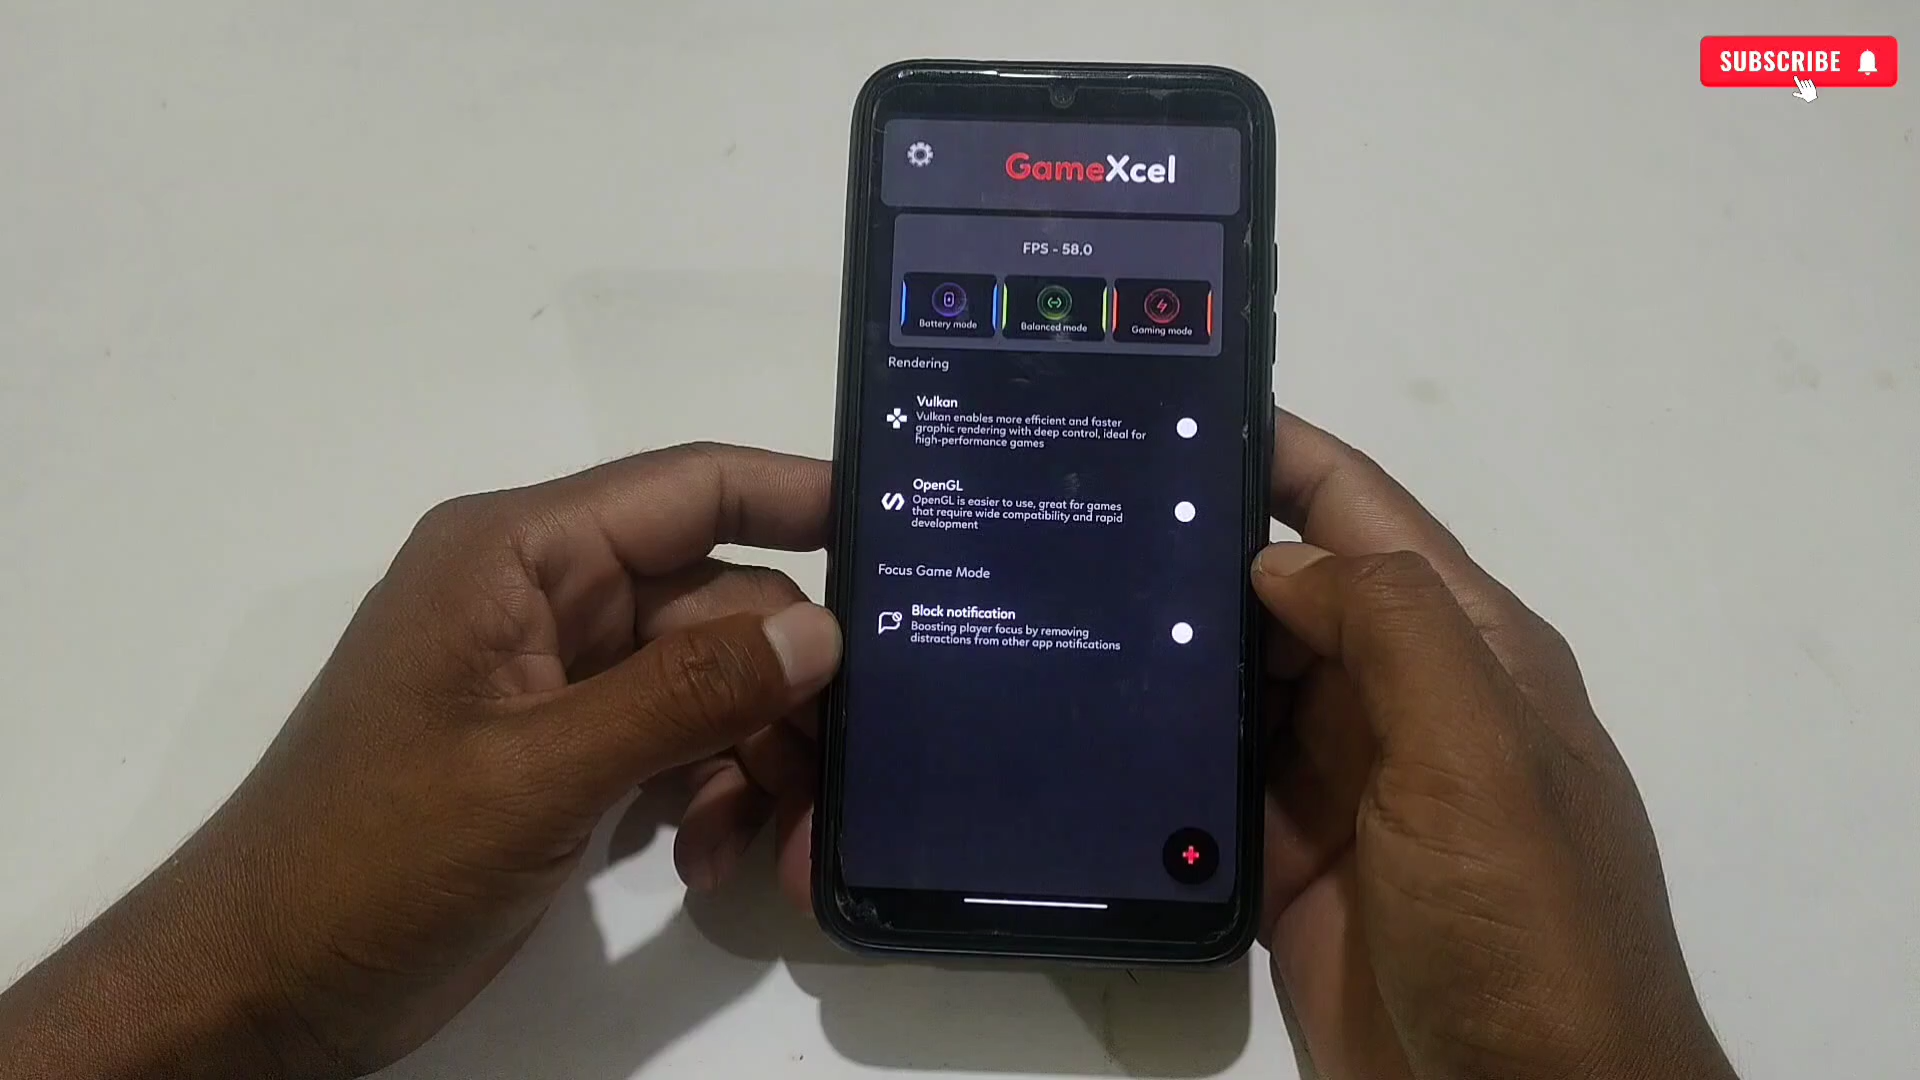 SUBSCRIBE
GameXcel
FPS - 58.0
Battery mode
Balanced mode
Gaming mode
Rendering
Vulkan
Vulkan enables more efficient and faster
graphic rendering with deep control, ideal for
high-performance games
OpenGL
OpenGL is easier to use, great for games
that require wide compatibility and rapid
development
Focus Game Mode
Block notification
Boosting player focus by removing
distractions from other app notifications